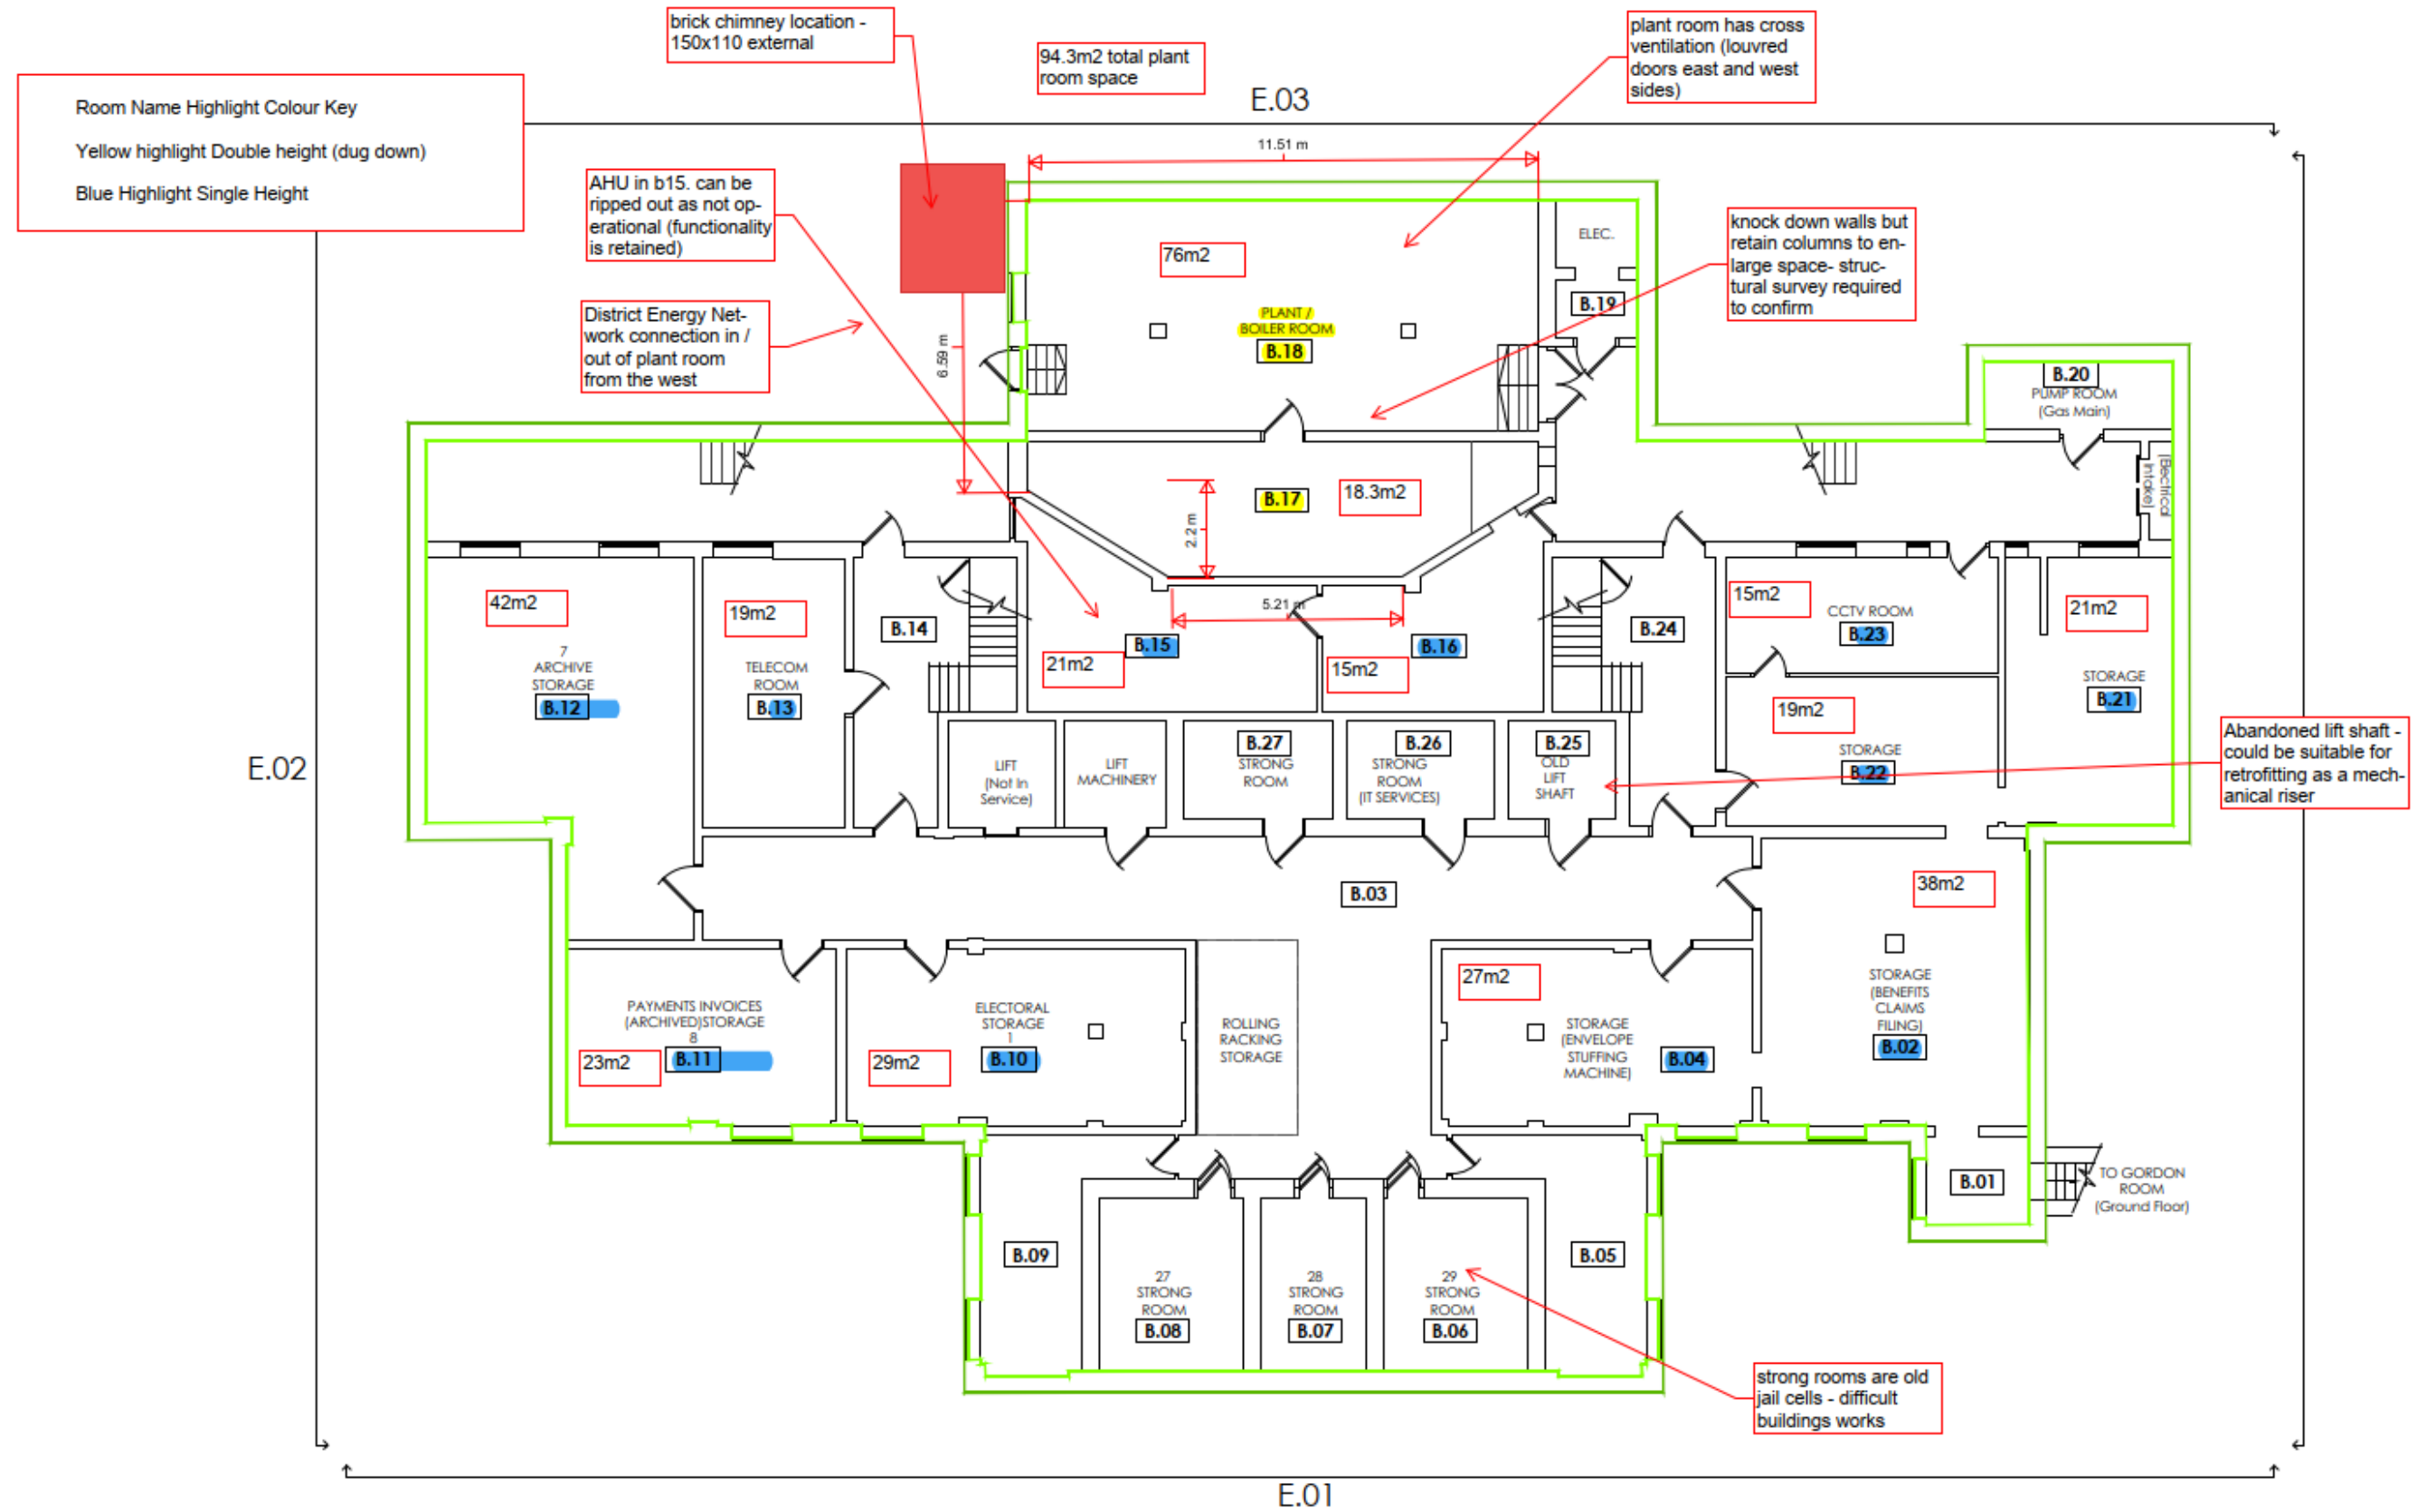 brick chimney location -
150x110 external
94.3m2 total plant
room space
plant room has cross
ventilation (louvred
doors east and west
sides)
Room Name Highlight Colour Key
Yellow highlight Double height (dug down)
Blue Highlight Single Height
E.03
11.51 m
AHU in b15. can be
ripped out as not op-
erational (functionality
is retained)
76m2
ELEC.
B.19
knock down walls but
retain columns to en-
large space- struc-
tural survey required
to confirm
District Energy Net-
work connection in /
out of plant room
from the west
6.59 m
PLANT /
BOILER ROOM
B.18
B.20
PUMP ROOM
(Gas Main)
(Electrical
Intake)
B.17
18.3m2
2.2 m
42m2
7
ARCHIVE
STORAGE
B.12
19m2
TELECOM
ROOM
B.13
B.14
5.21 m
B.15
21m2
B.16
15m2
B.24
15m2
CCTV ROOM
B.23
21m2
STORAGE
B.21
19m2
STORAGE
B.22
Abandoned lift shaft -
could be suitable for
retrofitting as a mech-
anical riser
E.02
LIFT
(Not In
Service)
LIFT
MACHINERY
B.27
STRONG
ROOM
B.26
STRONG
ROOM
(IT SERVICES)
B.25
OLD
LIFT
SHAFT
B.03
38m2
STORAGE
(BENEFITS
CLAIMS
FILING)
B.02
PAYMENTS INVOICES
(ARCHIVED)STORAGE
8
B.11
23m2
ELECTORAL
STORAGE
1
B.10
29m2
ROLLING
RACKING
STORAGE
27m2
STORAGE
(ENVELOPE
STUFFING
MACHINE)
B.04
B.01
TO GORDON
ROOM
(Ground Floor)
B.09
27
STRONG
ROOM
B.08
28
STRONG
ROOM
B.07
29
STRONG
ROOM
B.06
B.05
strong rooms are old
jail cells - difficult
buildings works
E.01